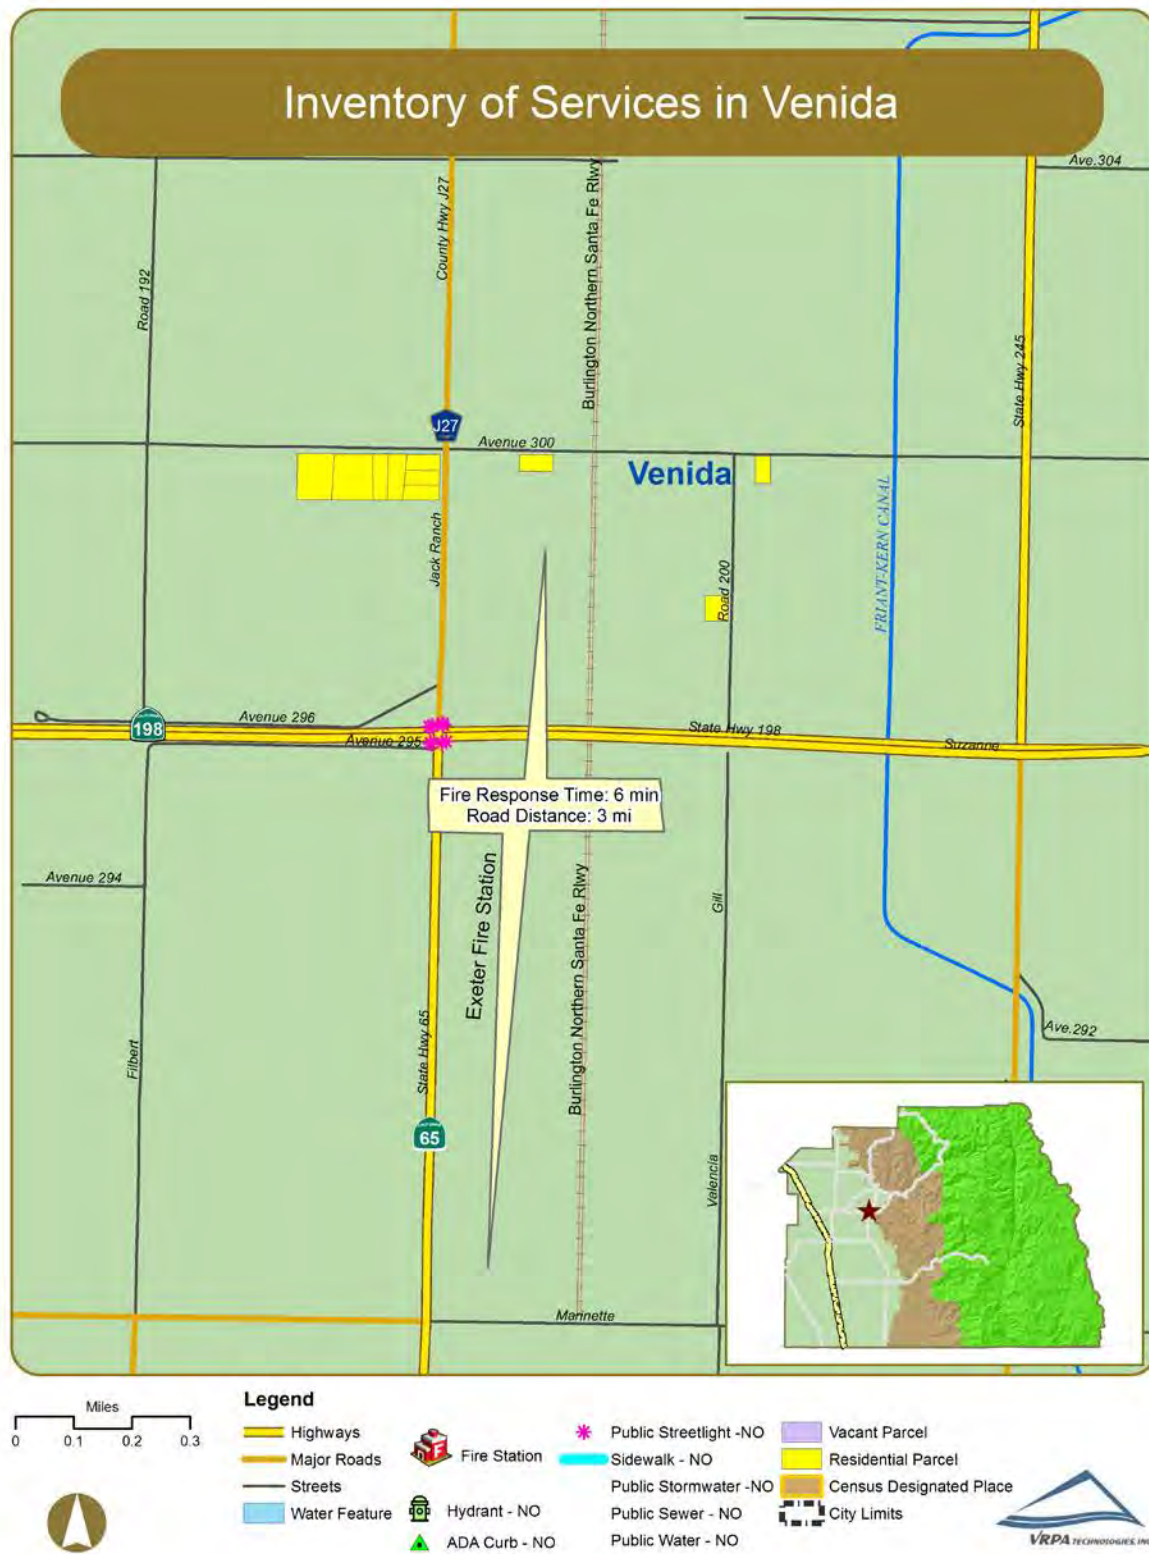 Inventory of Services in Venida
Ave.304
County Hwy J27
Burlington Northern Santa Fe Rlwy
Road 192
State Hwy 245
J27
Avenue 300
Venida
Jack Ranch
FRIANT-KERN CANAL
Road 200
198
Avenue 296
State Hwy 198
Avenue 295
Suzanne
Fire Response Time: 6 min
Road Distance: 3 mi
Avenue 294
Exeter Fire Station
Burlington Northern Santa Fe Rlwy
Gill
Filbert
State Hwy 65
Ave.292
65
Valencia
Marinette
Legend
Miles
0 0.1 0.2 0.3
Highways
Major Roads
Streets
Water Feature
F
Fire Station
Hydrant - NO
ADA Curb - NO
Public Streetlight -NO
Sidewalk - NO
Public Stormwater -NO
Public Sewer - NO
Public Water - NO
Vacant Parcel
Residential Parcel
Census Designated Place
City Limits
VRPA TECHNOLOGIES, INC